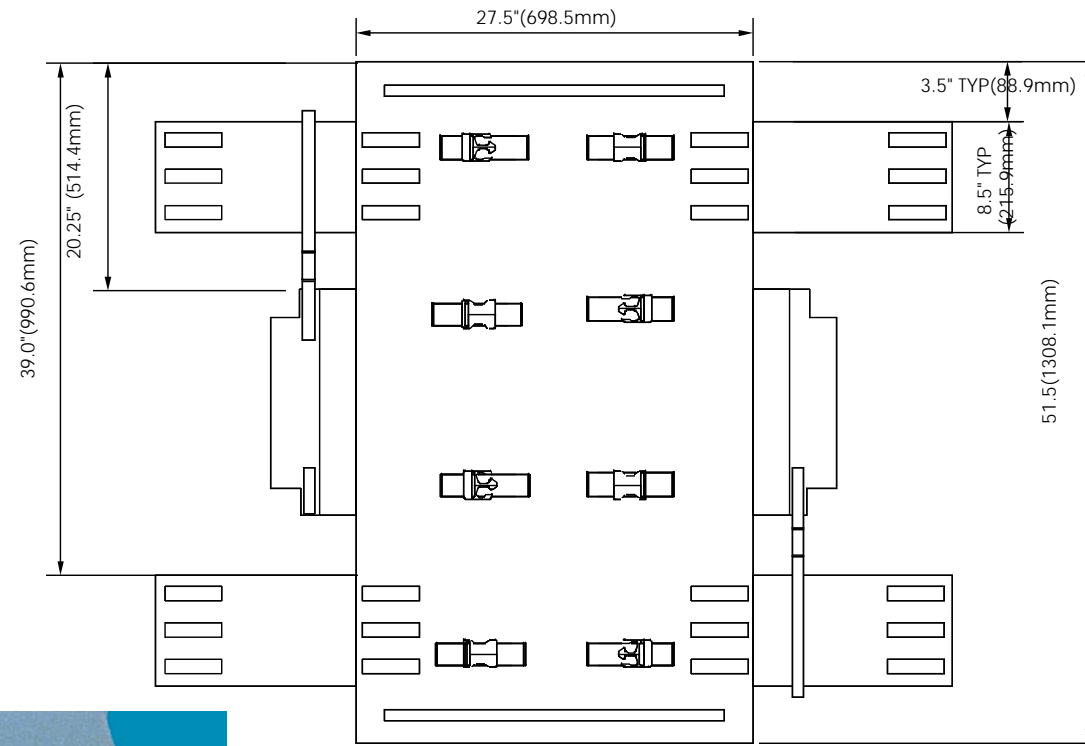 27.5"(698.5mm)
3.5" TYP(88.9mm)
20.25" (514.4mm)
8.5" TYP
(215.9mm)
39.0"(990.6mm)
51.5(1308.1mm)